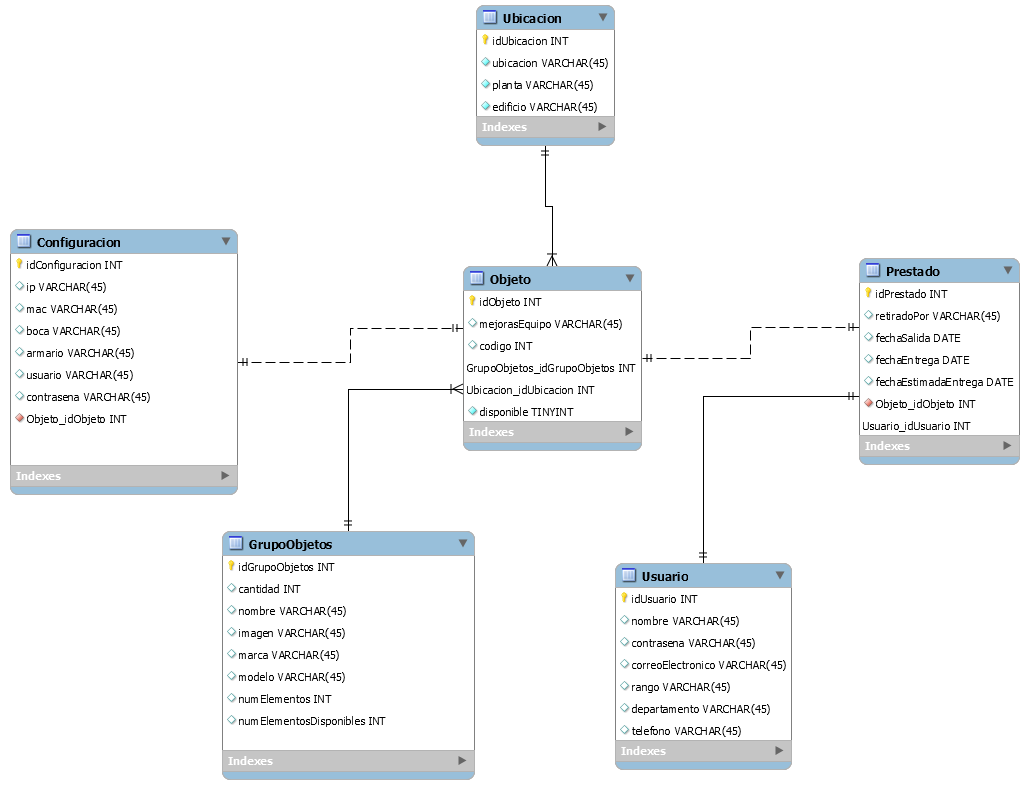 Ubicacion
idUbicacion INT
ubicacion VARCHAR(45)
planta VARCHAR(45)
edificio VARCHAR(45)
Indexes
Configuracion
idConfiguracion INT
ip VARCHAR(45)
mac VARCHAR(45)
boca VARCHAR(45)
armario VARCHAR(45)
usuario VARCHAR(45)
contrasena VARCHAR(45)
Objeto_idObjeto INT
Indexes
Objeto
idObjeto INT
mejorasEquipo VARCHAR(45)
codigo INT
GrupoObjetos_idGrupoObjetos INT
Ubicacion_idUbicacion INT
disponible TINYINT
Indexes
Prestado
idPrestado INT
retiradoPor VARCHAR(45)
fechaSalida DATE
fechaEntrega DATE
fechaEstimadaEntrega DATE
Objeto_idObjeto INT
Usuario_idUsuario INT
Indexes
GrupoObjetos
idGrupoObjetos INT
cantidad INT
nombre VARCHAR(45)
imagen VARCHAR(45)
marca VARCHAR(45)
modelo VARCHAR(45)
numElementos INT
numElementosDisponibles INT
Indexes
Usuario
idUsuario INT
nombre VARCHAR(45)
contrasena VARCHAR(45)
correoElectronico VARCHAR(45)
rango VARCHAR(45)
departamento VARCHAR(45)
telefono VARCHAR(45)
Indexes